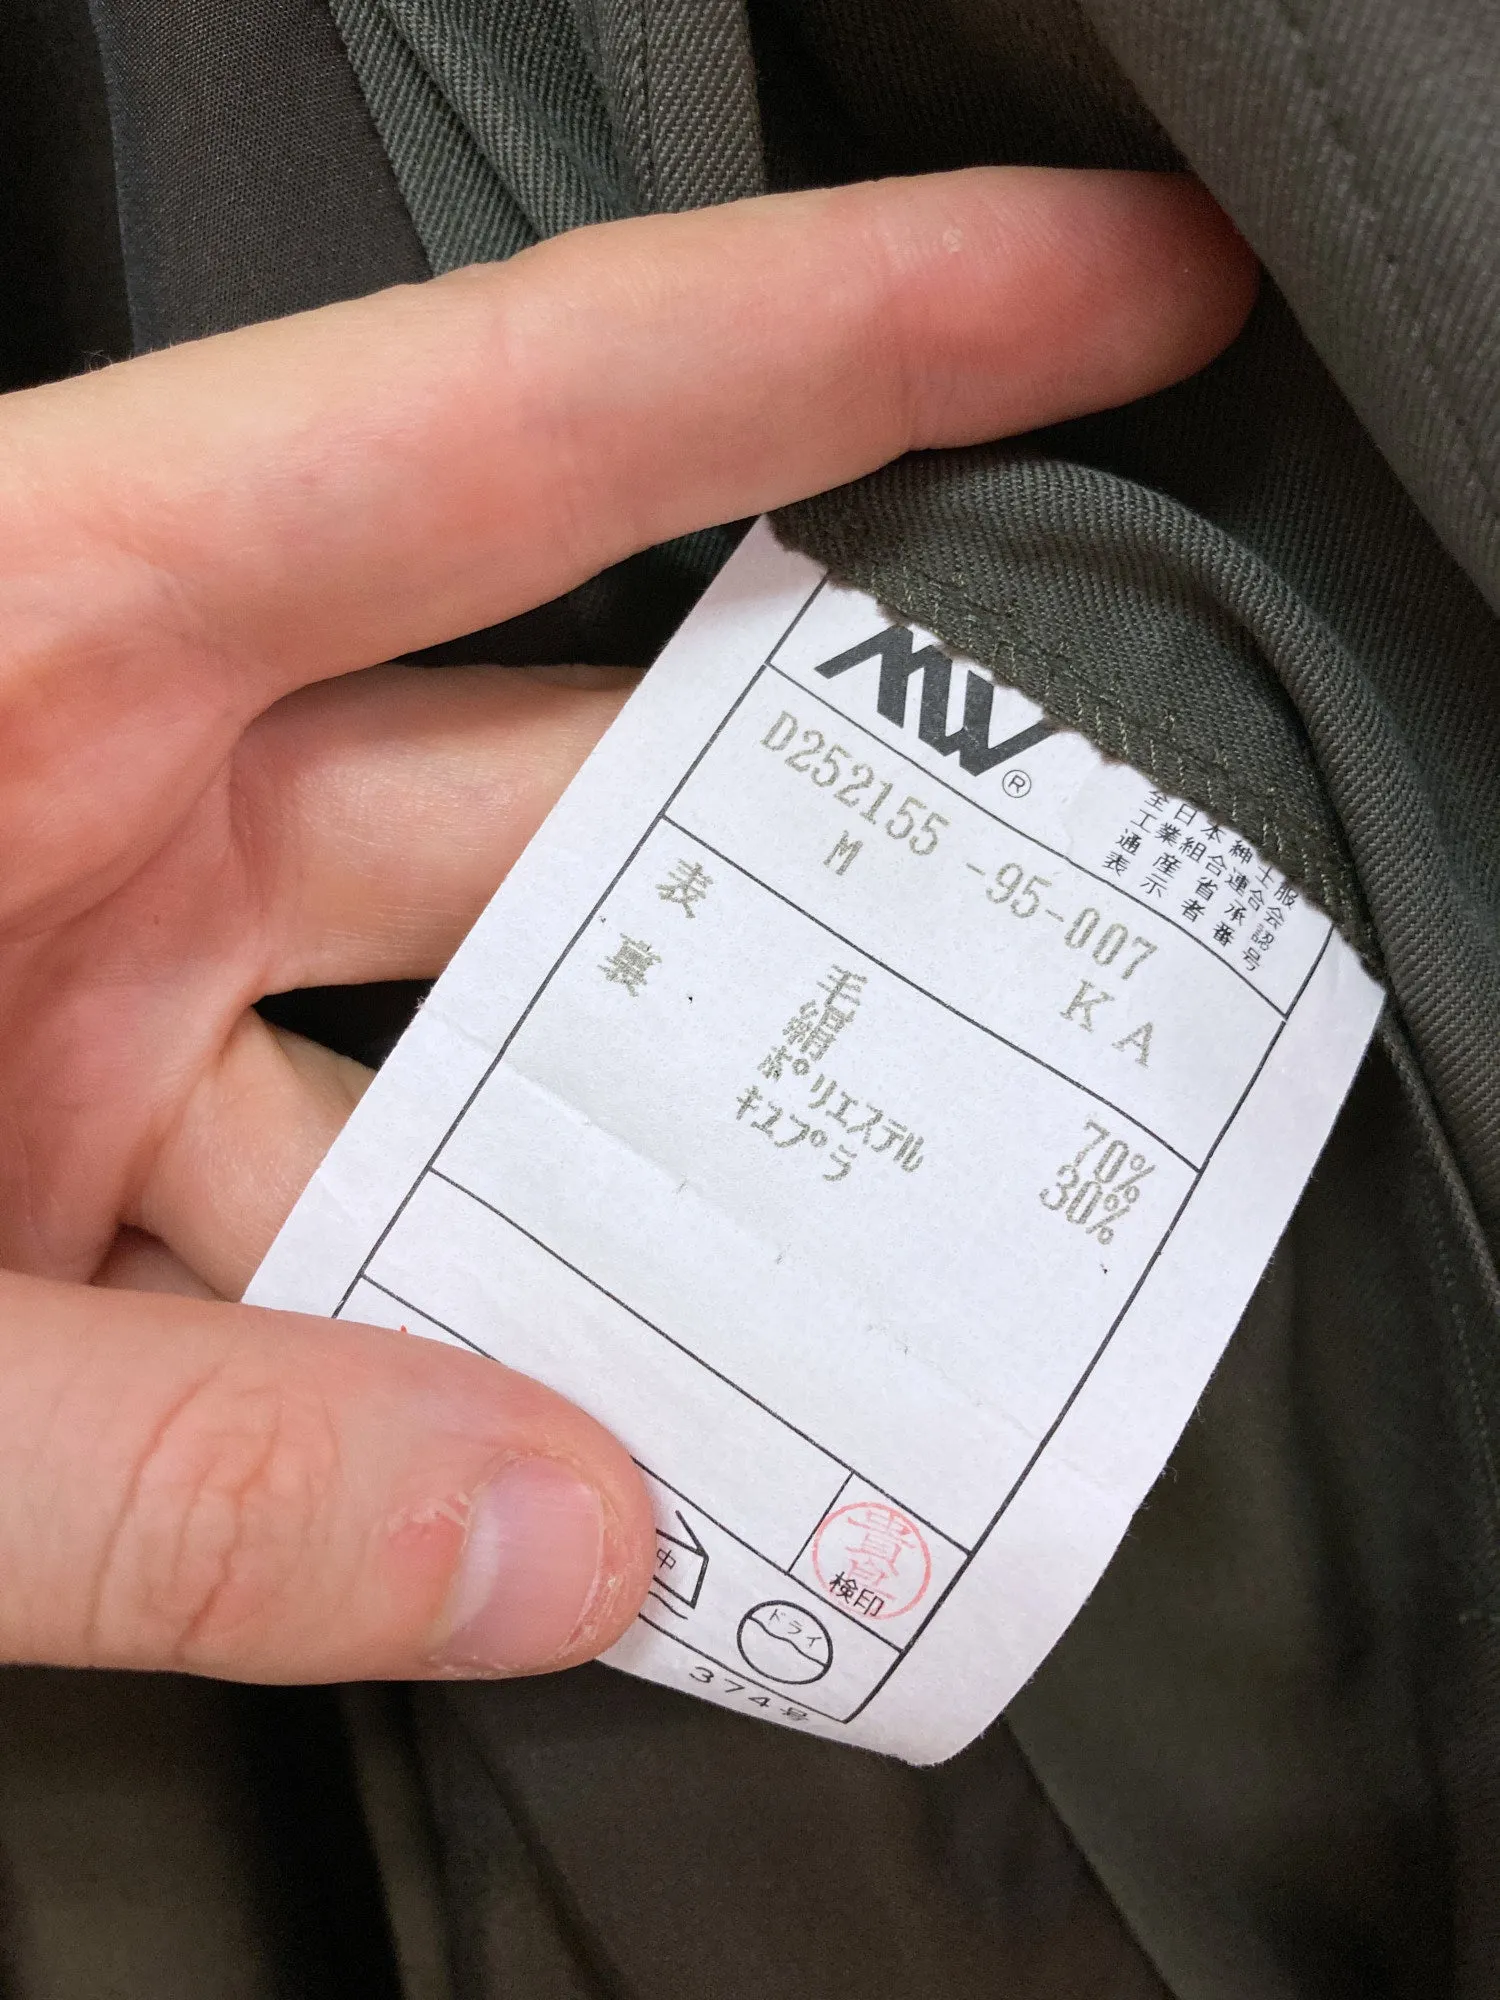 MW®
全日本紳士服
工業組合連合会
通産省承認
表示者番号
D252155 -95-007
M KA
表 毛 70%
絹 30%
裏 ポリエステル
キュプラ
検印
中
ドライ
374号